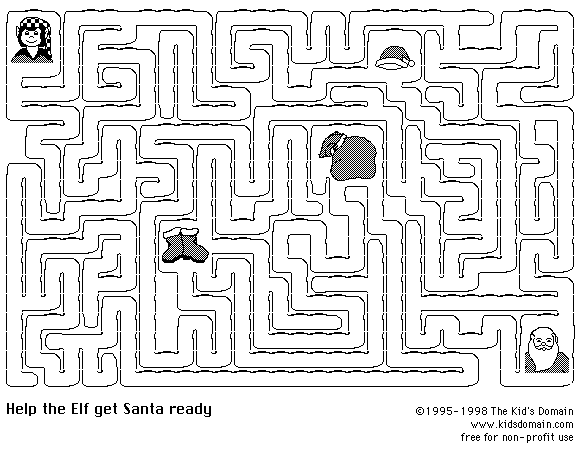 Help the Elf get Santa ready
©1995-1998 The Kid's Domain
www.kidsdomain.com
free for non-profit use